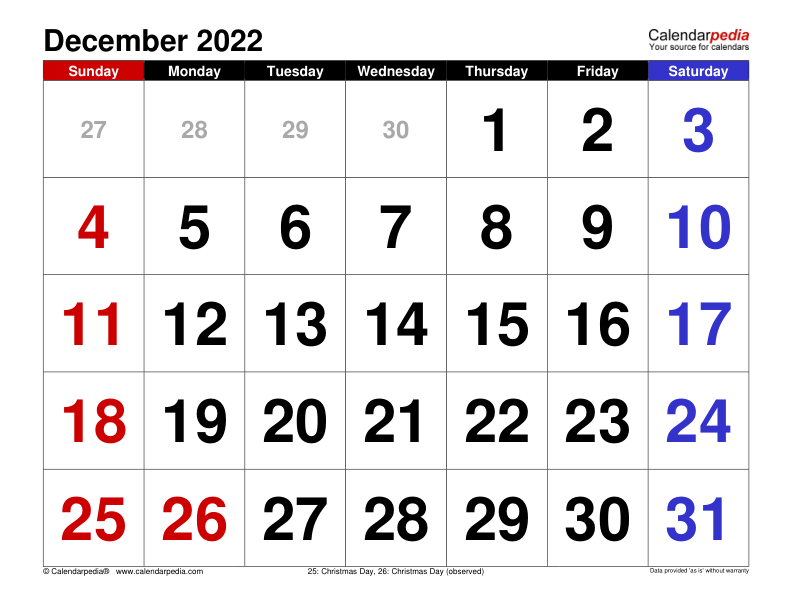 December 2022
Calendarpedia
Your source for calendars
Sunday Monday Tuesday Wednesday Thursday Friday Saturday
27 28 29 30 1 2 3
4 5 6 7 8 9 10
11 12 13 14 15 16 17
18 19 20 21 22 23 24
25 26 27 28 29 30 31
© Calendarpedia® www.calendarpedia.com 25: Christmas Day, 26: Christmas Day (observed) Data provided 'as is' without warranty